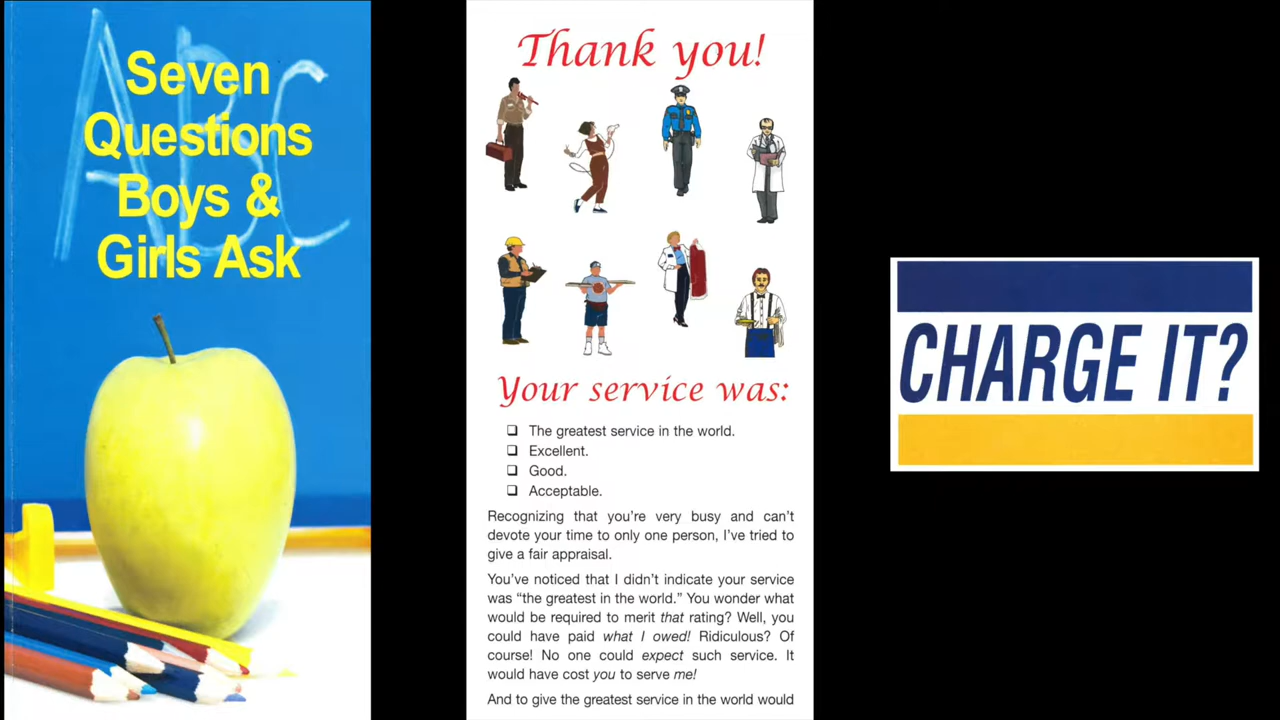 Seven
Questions
Boys &
Girls Ask
ABC
Thank you!
Your service was:
❑ The greatest service in the world.
❑ Excellent.
❑ Good.
❑ Acceptable.
Recognizing that you're very busy and can't
devote your time to only one person, I've tried to
give a fair appraisal.
You've noticed that I didn't indicate your service
was “the greatest in the world.” You wonder what
would be required to merit that rating? Well, you
could have paid what I owed! Ridiculous? Of
course! No one could expect such service. It
would have cost you to serve me!
And to give the greatest service in the world would
CHARGE IT?